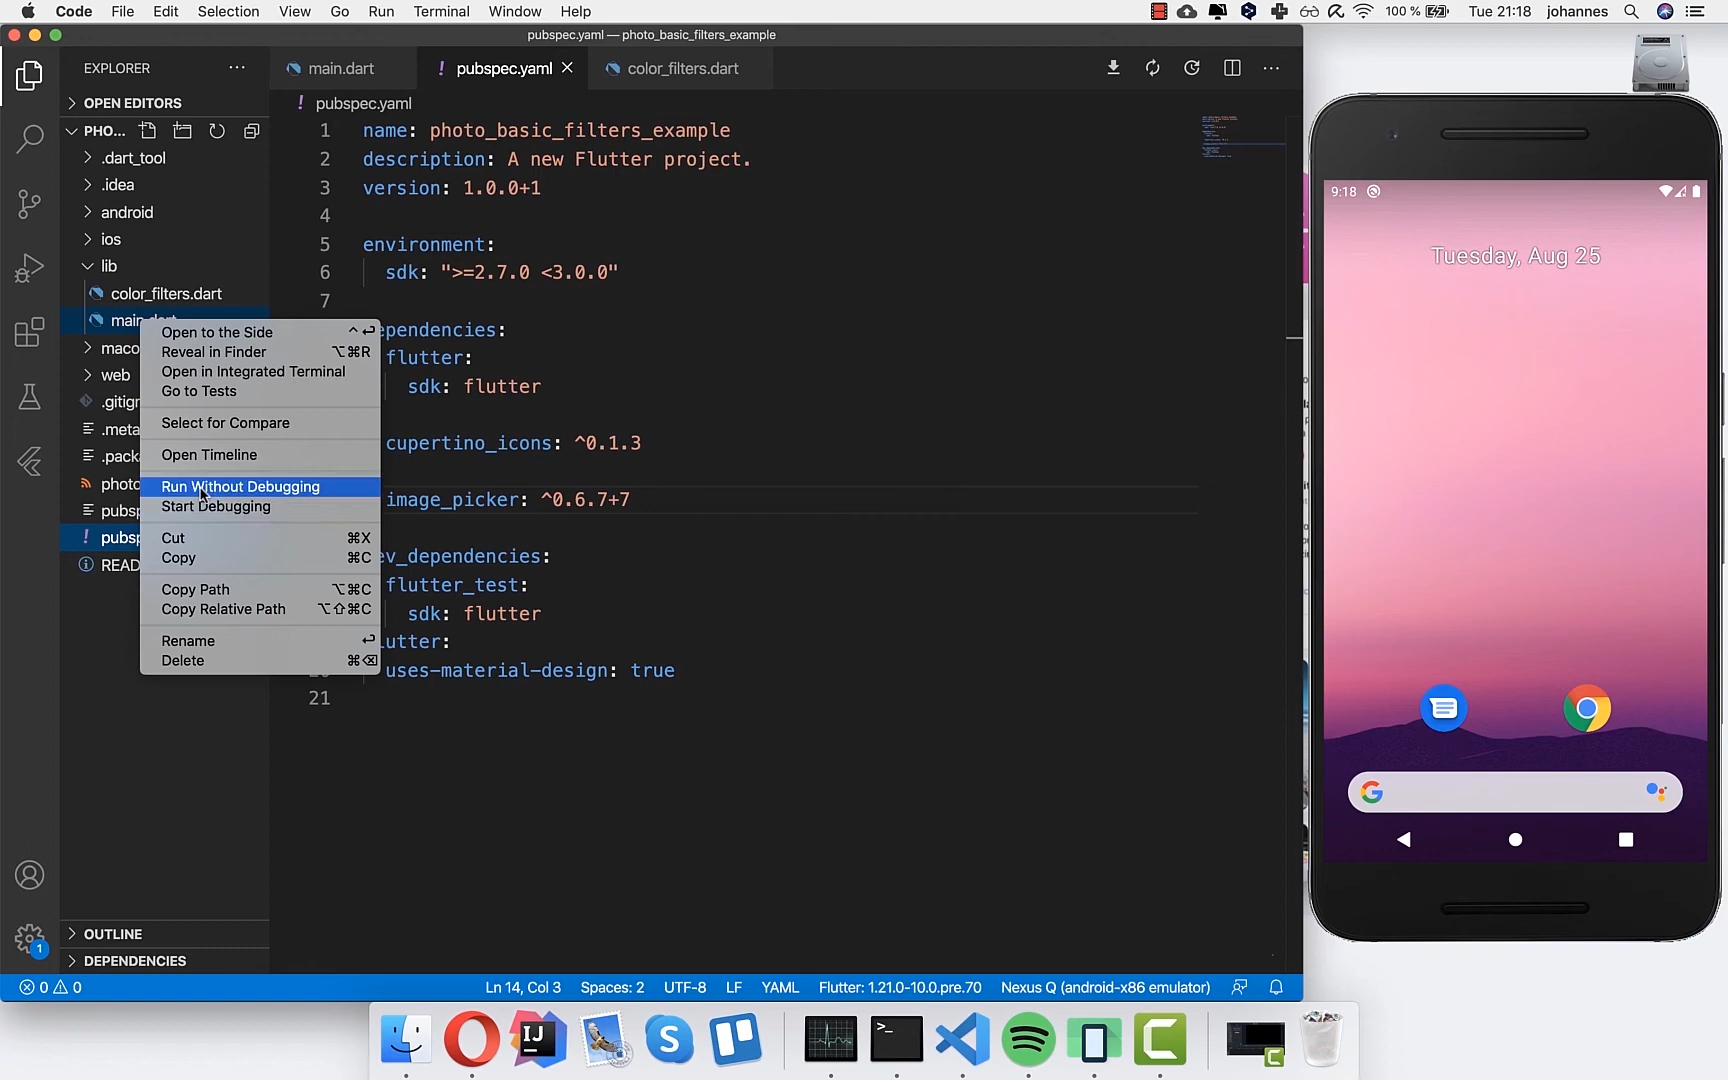 Code File Edit Selection View Go Run Terminal Window Help 100 % Tue 21:18 johannes
pubspec.yaml — photo_basic_filters_example
EXPLORER
main.dart
! pubspec.yaml
color_filters.dart
OPEN EDITORS
! pubspec.yaml
PHO...
.dart_tool
.idea
android
ios
lib
color_filters.dart
main.dart
maco
web
.gitigr
.meta
.pack
photo
pubsp
! pubsp
READ
OUTLINE
DEPENDENCIES
Open to the Side ^↩
Reveal in Finder ⌥⌘R
Open in Integrated Terminal
Go to Tests
Select for Compare
Open Timeline
Run Without Debugging
Start Debugging
Cut ⌘X
Copy ⌘C
Copy Path ⌥⌘C
Copy Relative Path ⌥⇧⌘C
Rename ↩
Delete ⌘⌫
1 name: photo_basic_filters_example
2 description: A new Flutter project.
3 version: 1.0.0+1
4
5 environment:
6 sdk: ">=2.7.0 <3.0.0"
7
ependencies:
flutter:
sdk: flutter
cupertino_icons: ^0.1.3
image_picker: ^0.6.7+7
ev_dependencies:
flutter_test:
sdk: flutter
utter:
uses-material-design: true
21
1
0 0 Ln 14, Col 3 Spaces: 2 UTF-8 LF YAML Flutter: 1.21.0-10.0.pre.70 Nexus Q (android-x86 emulator)
9:18
Tuesday, Aug 25
G
IJ
S
>_
C
C